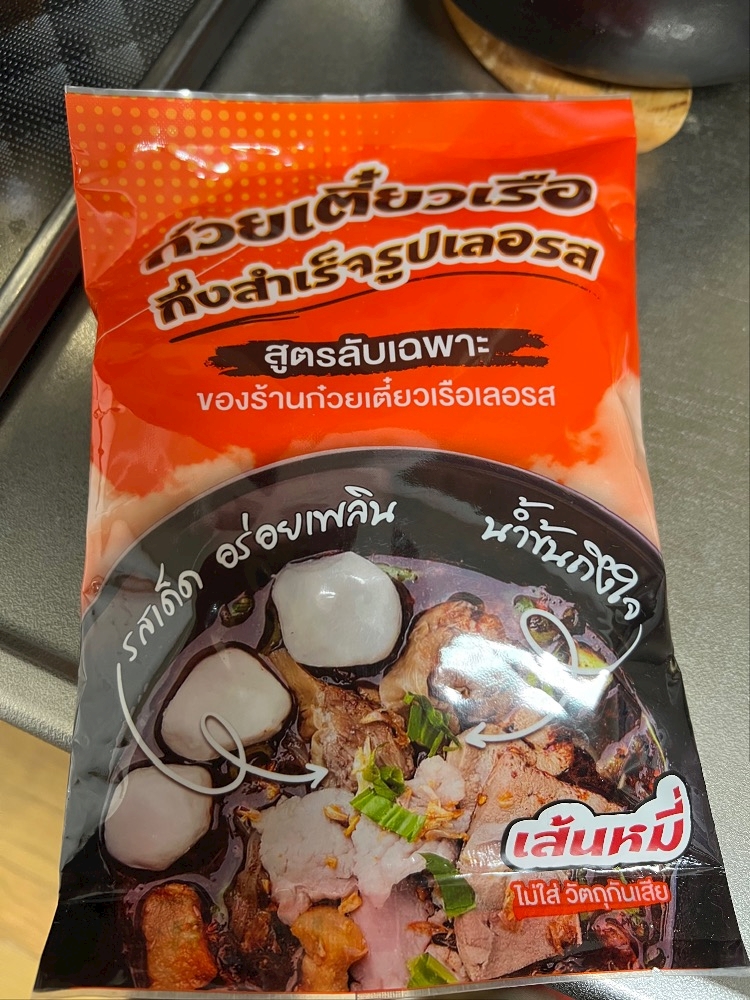 ก๋วยเตี๋ยวเรือ
กึ่งสำเร็จรูปเลอรส
สูตรลับเฉพาะ
ของร้านก๋วยเตี๋ยวเรือเลอรส
รสเด็ด อร่อยเพลิน
น้ำข้นถึงใจ
เส้นหมี่
ไม่ใส่ วัตถุกันเสีย